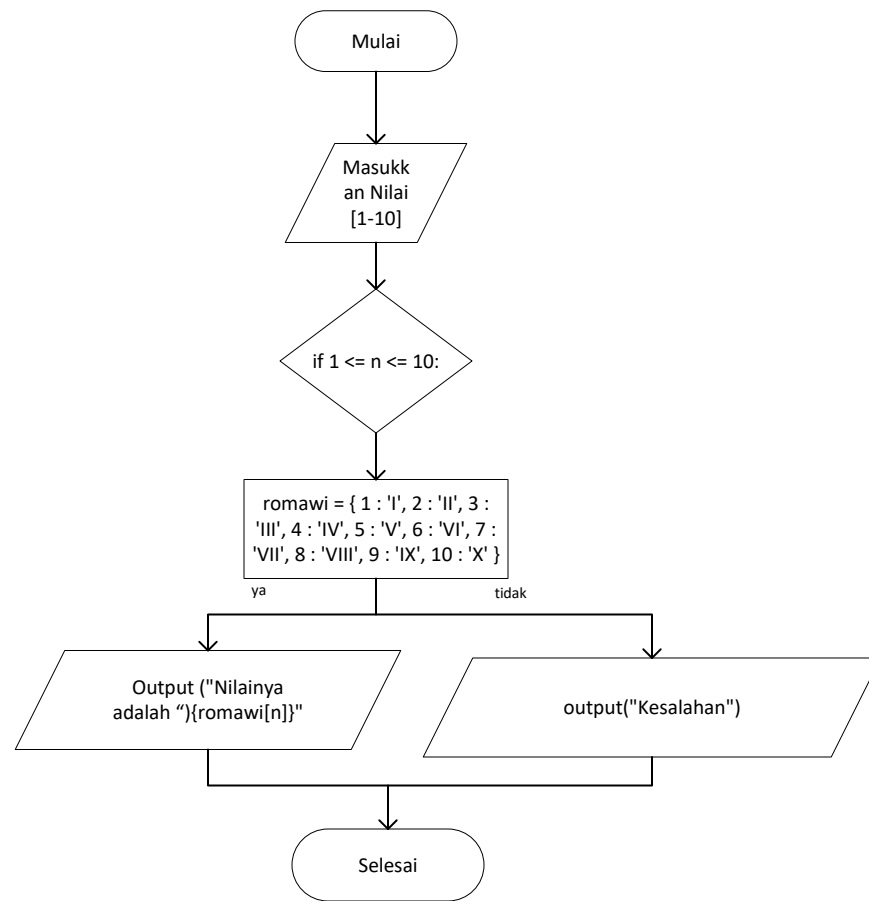 Mulai
Masukk
an Nilai
[1-10]
if 1 <= n <= 10:
romawi = { 1 : 'I', 2 : 'II', 3 :
'III', 4 : 'IV', 5 : 'V', 6 : 'VI', 7 :
'VII', 8 : 'VIII', 9 : 'IX', 10 : 'X' }
ya
tidak
Output ("Nilainya
adalah “){romawi[n]}"
output("Kesalahan")
Selesai